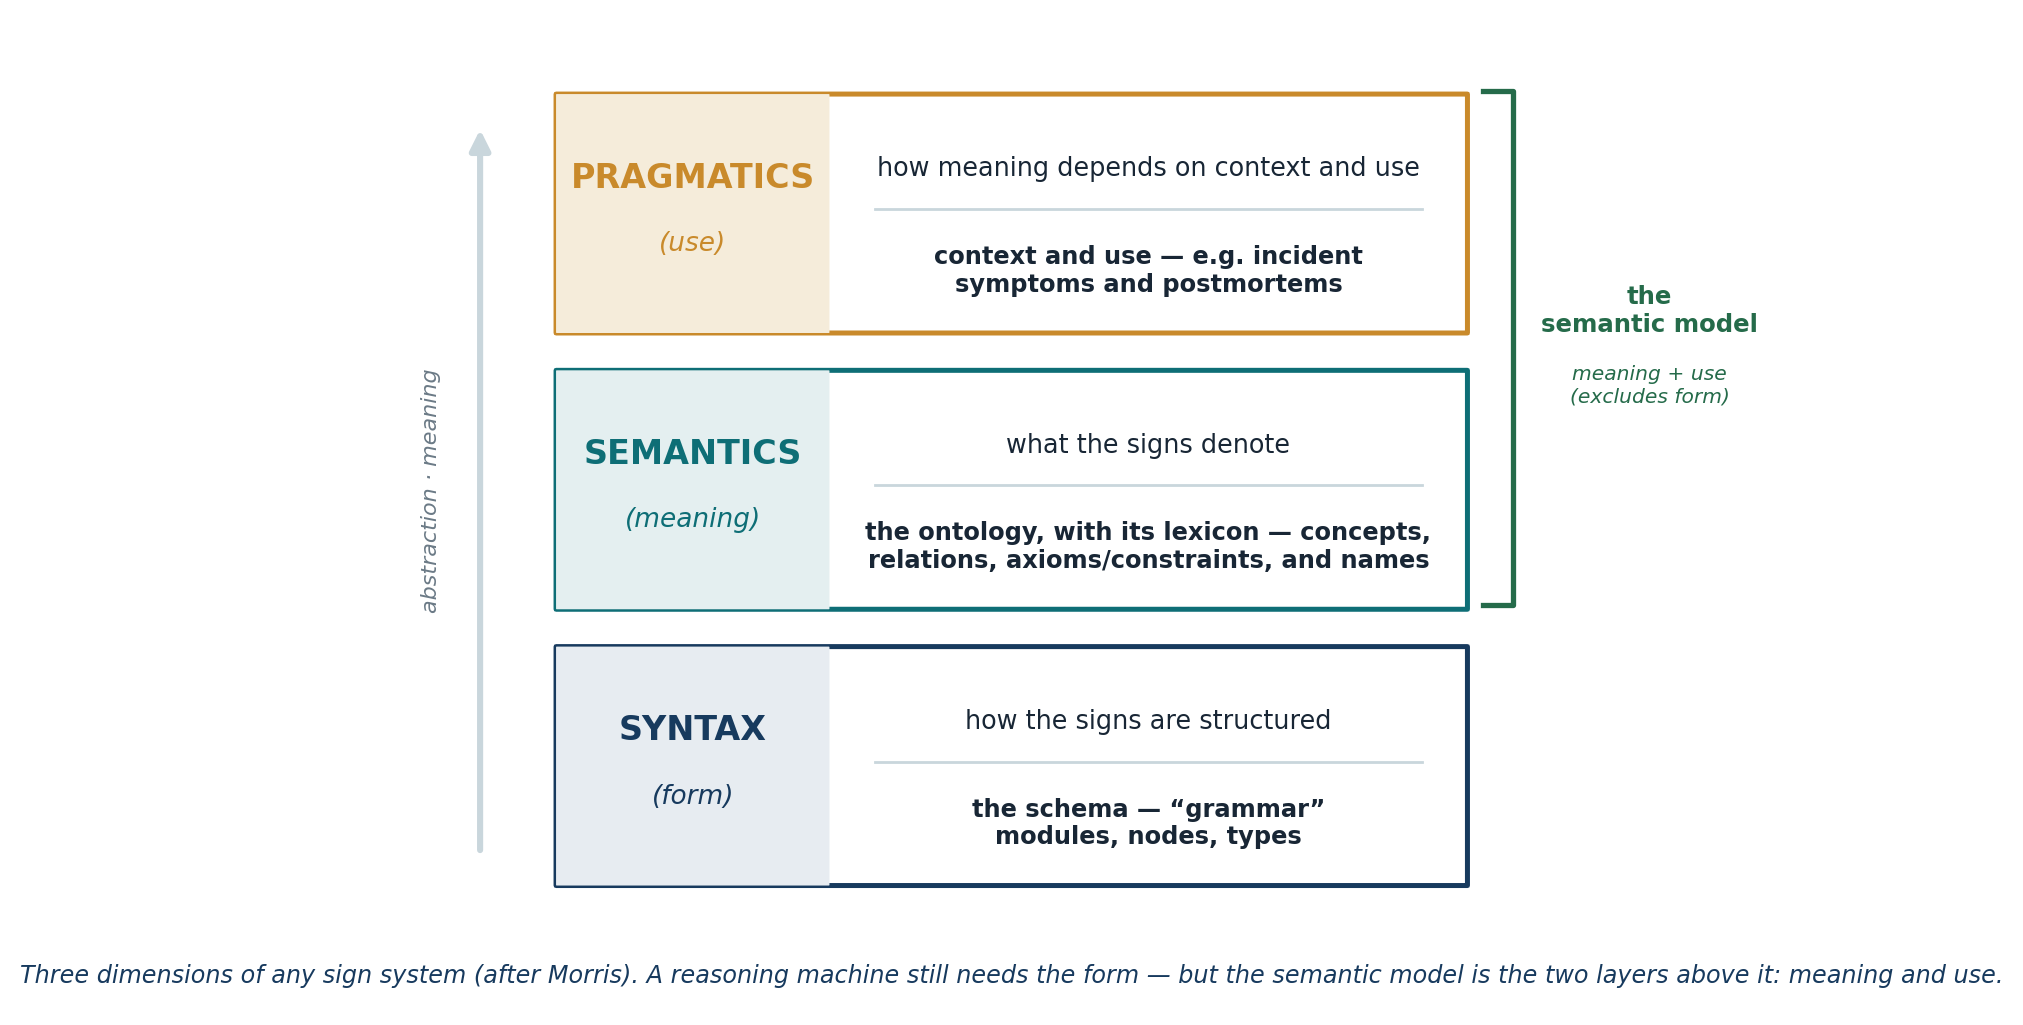 PRAGMATICS
(use)
how meaning depends on context and use
context and use — e.g. incident
symptoms and postmortems
the
semantic model
meaning + use
(excludes form)
abstraction · meaning
SEMANTICS
(meaning)
what the signs denote
the ontology, with its lexicon — concepts,
relations, axioms/constraints, and names
SYNTAX
(form)
how the signs are structured
the schema — “grammar”
modules, nodes, types
Three dimensions of any sign system (after Morris). A reasoning machine still needs the form — but the semantic model is the two layers above it: meaning and use.